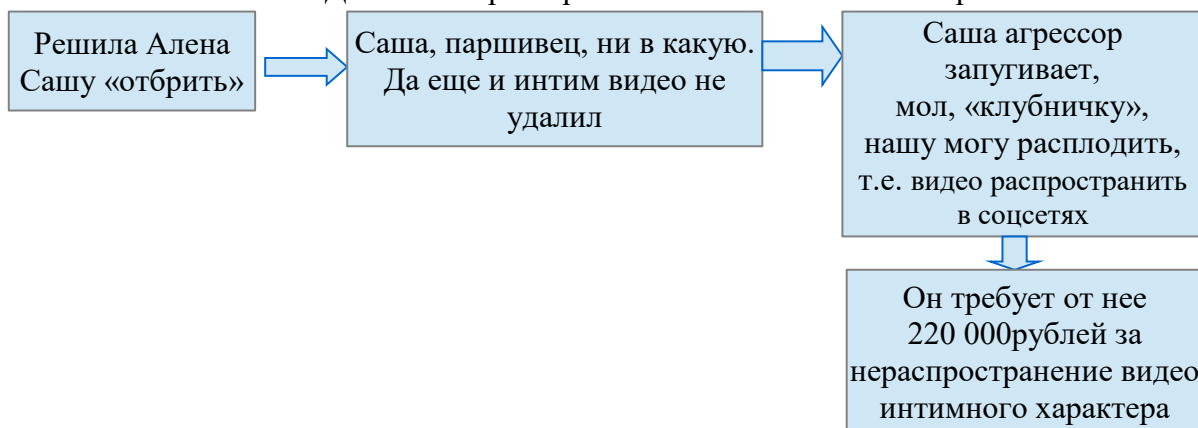 Решила Алена
Сашу «отбрить»
Саша, паршивец, ни в какую.
Да еще и интим видео не
удалил
Саша агрессор
запугивает,
мол, «клубничку»,
нашу могу расплодить,
т.е. видео распространить
в соцсетях
Он требует от нее
220 000рублей за
нераспространение видео
интимного характера